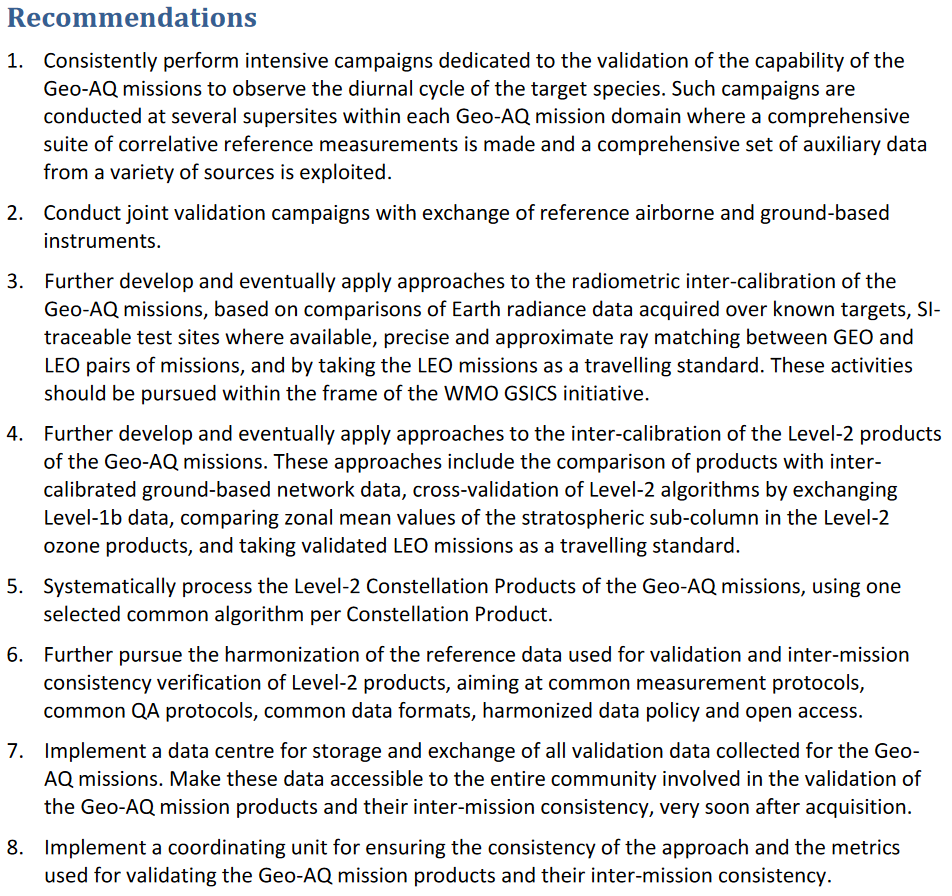 Recommendations
1. Consistently perform intensive campaigns dedicated to the validation of the capability of the
Geo-AQ missions to observe the diurnal cycle of the target species. Such campaigns are
conducted at several supersites within each Geo-AQ mission domain where a comprehensive
suite of correlative reference measurements is made and a comprehensive set of auxiliary data
from a variety of sources is exploited.
2. Conduct joint validation campaigns with exchange of reference airborne and ground-based
instruments.
3. Further develop and eventually apply approaches to the radiometric inter-calibration of the
Geo-AQ missions, based on comparisons of Earth radiance data acquired over known targets, SI-
traceable test sites where available, precise and approximate ray matching between GEO and
LEO pairs of missions, and by taking the LEO missions as a travelling standard. These activities
should be pursued within the frame of the WMO GSICS initiative.
4. Further develop and eventually apply approaches to the inter-calibration of the Level-2 products
of the Geo-AQ missions. These approaches include the comparison of products with inter-
calibrated ground-based network data, cross-validation of Level-2 algorithms by exchanging
Level-1b data, comparing zonal mean values of the stratospheric sub-column in the Level-2
ozone products, and taking validated LEO missions as a travelling standard.
5. Systematically process the Level-2 Constellation Products of the Geo-AQ missions, using one
selected common algorithm per Constellation Product.
6. Further pursue the harmonization of the reference data used for validation and inter-mission
consistency verification of Level-2 products, aiming at common measurement protocols,
common QA protocols, common data formats, harmonized data policy and open access.
7. Implement a data centre for storage and exchange of all validation data collected for the Geo-
AQ missions. Make these data accessible to the entire community involved in the validation of
the Geo-AQ mission products and their inter-mission consistency, very soon after acquisition.
8. Implement a coordinating unit for ensuring the consistency of the approach and the metrics
used for validating the Geo-AQ mission products and their inter-mission consistency.